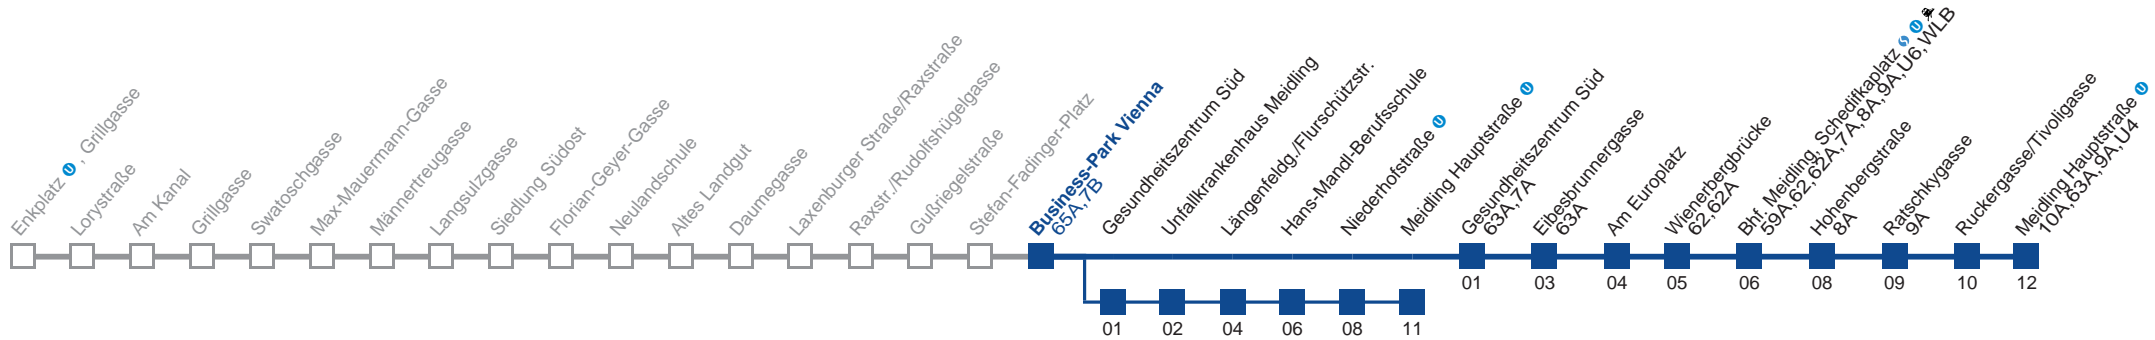 Enkplatz U , Grillgasse
Lorystraße
Am Kanal
Grillgasse
Swatoschgasse
Max-Mauermann-Gasse
Männertreugasse
Langsulzgasse
Siedlung Südost
Florian-Geyer-Gasse
Neulandschule
Altes Landgut
Daumegasse
Laxenburger Straße/Raxstraße
Raxstr./Rudolfshügelgasse
Gußriegelstraße
Stefan-Fadinger-Platz
Business-Park Vienna
65A,7B
Gesundheitszentrum Süd
Unfallkrankenhaus Meidling
Längenfeldg./Flurschützstr.
Hans-Mandl-Berufsschule
Niederhofstraße U
Meidling Hauptstraße U
Gesundheitszentrum Süd
63A,7A
Eibesbrunnergasse
63A
Am Europlatz
Wienerbergbrücke
62,62A
Bhf. Meidling, Schedifkaplatz S U
59A,62,62A,7A,8A,9A,U6,WLB
Hohenbergstraße
8A
Ratschkygasse
9A
Ruckergasse/Tivoligasse
Meidling Hauptstraße U
10A,63A,9A,U4
01 03 04 05 06 08 09 10 12
01 02 04 06 08 11